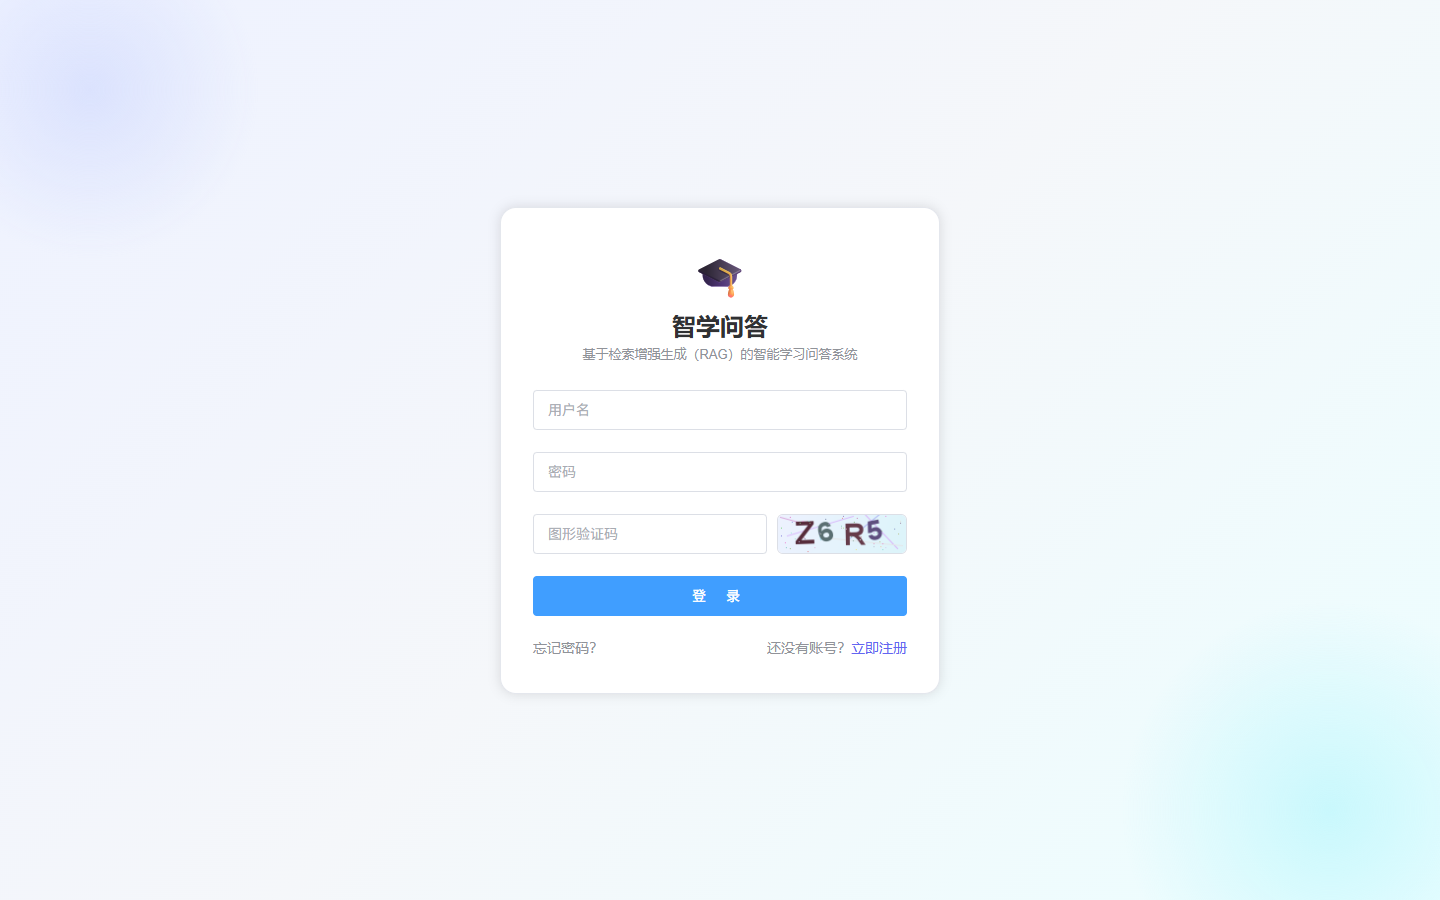 智学问答
基于检索增强生成（RAG）的智能学习问答系统
用户名
密码
图形验证码
Z6 R5
登 录
忘记密码？
还没有账号？立即注册